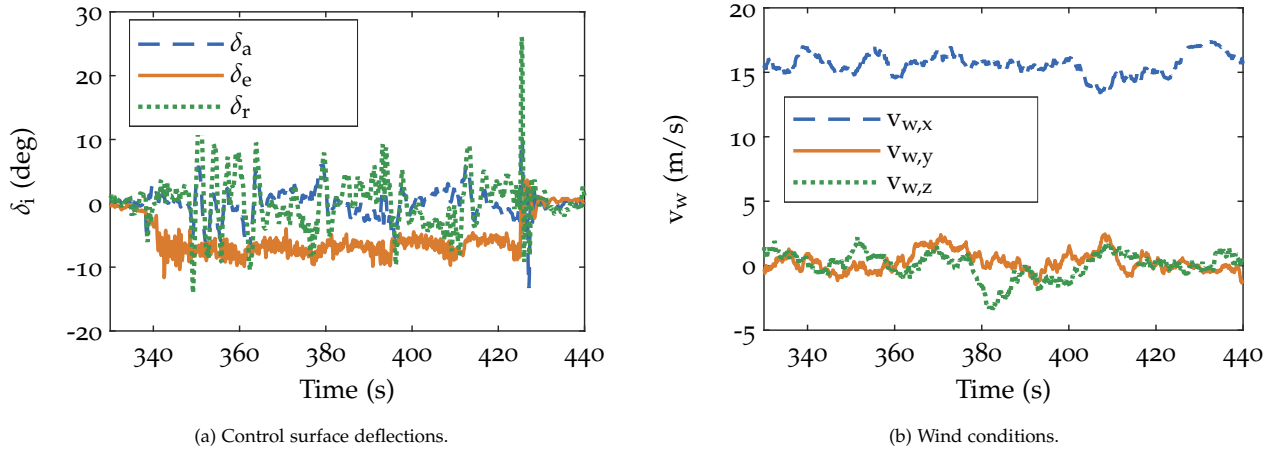 30
20
10
0
-10
-20
δi (deg)
δa
δe
δr
340 360 380 400 420 440
Time (s)
(a) Control surface deflections.
20
15
10
5
0
-5
vw (m/s)
vw,x
vw,y
vw,z
340 360 380 400 420 440
Time (s)
(b) Wind conditions.